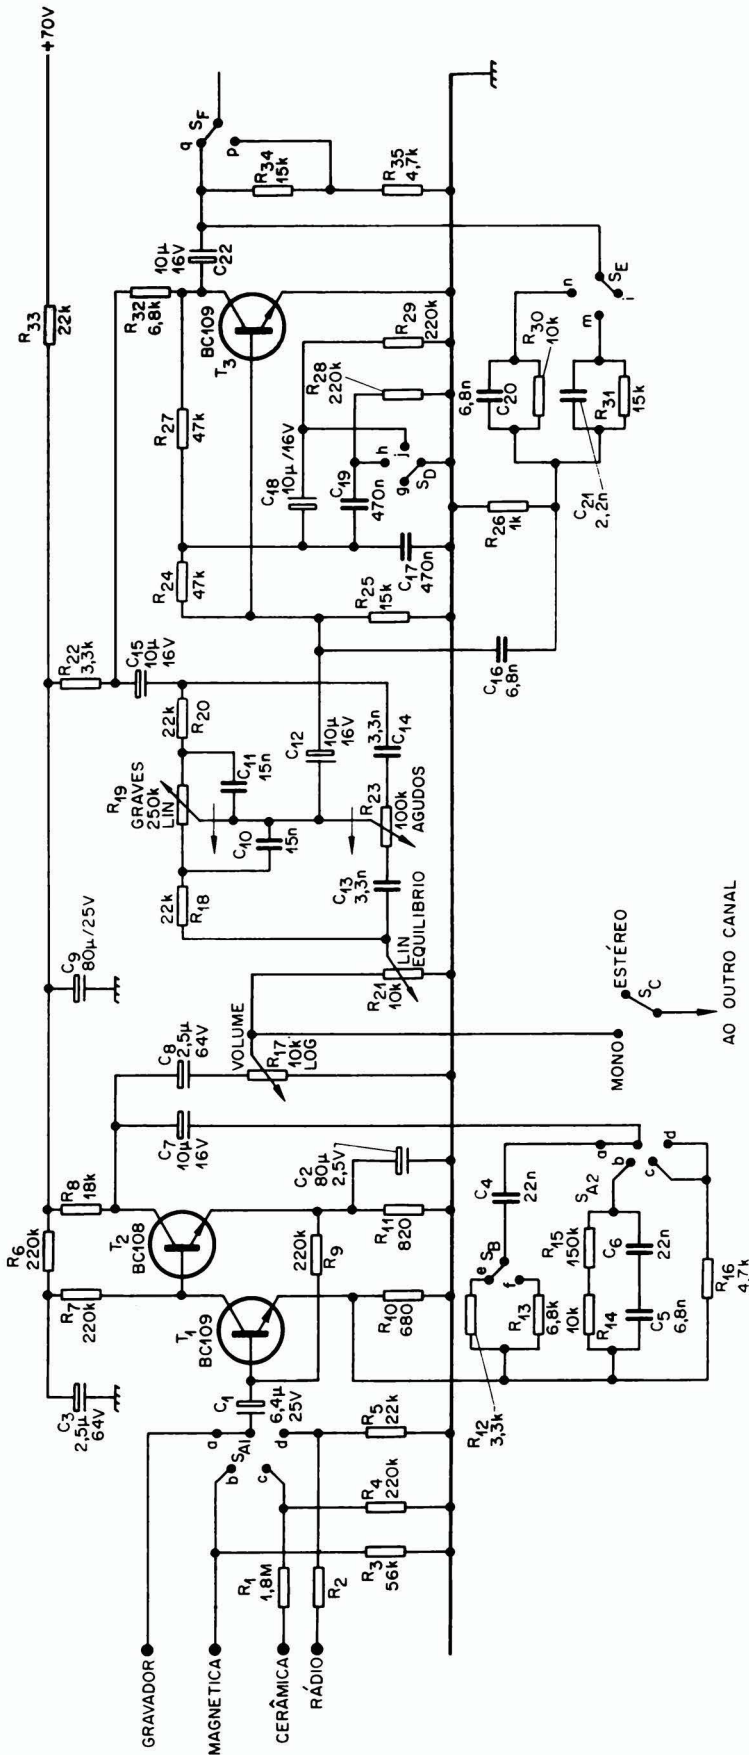 GRAVADOR
MAGNETICA
CERÂMICA
RÁDIO
R1
1,8M
R2
R3
56k
R4
220k
R5
22k
a
b
SA1
c
d
C1
6,4µ
25V
C3
2,5µ
64V
R7
220k
R6
220k
T1
BC109
T2
BC108
R8
18k
R9
220k
R10
680
R11
820
C2
80µ
2,5V
C7
10µ
16V
C8
2,5µ
64V
C9
80µ/25V
VOLUME
R17
10k
LOG
R12
3,3k
R13
6,8k
e
SB
f
C4
22n
R14
10k
R15
150k
C5
6,8n
C6
22n
SA2
a
b
c
d
R16
4,7k
MONO
ESTÉREO
SC
AO OUTRO CANAL
R21
10k
LIN
EQUILIBRIO
R18
22k
R19
GRAVES
250k
LIN
C10
15n
C11
15n
R20
22k
C12
10µ
16V
C13
3,3n
R23
100k
AGUDOS
C14
3,3n
R22
3,3k
C15
10µ
16V
C16
6,8n
R24
47k
R25
15k
R26
1k
R27
47k
C17
470n
C18
10µ/16V
C19
470n
g
h
j
SD
R28
220k
R29
220k
T3
BC109
R32
6,8k
R33
22k
+70V
C22
10µ
16V
q
SF
p
R34
15k
R35
4,7k
6,8n
C20
R30
10k
C21
2,2n
R31
15k
n
m
SE
l